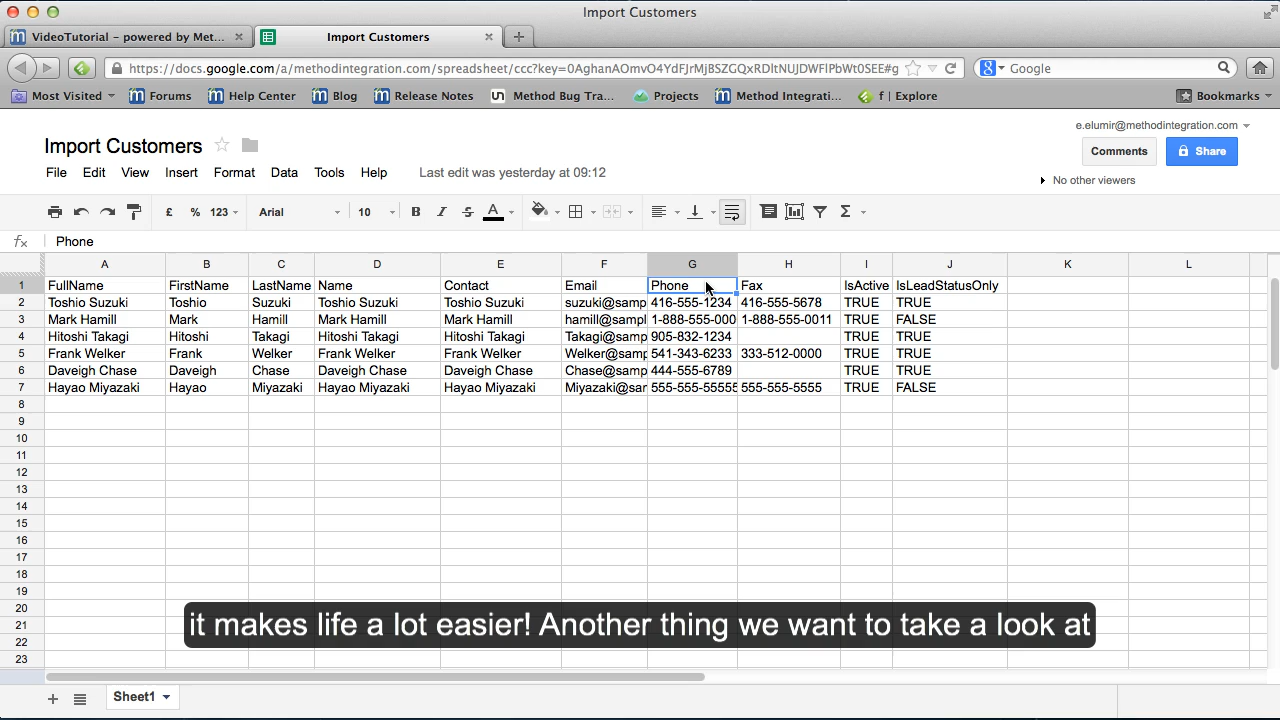 Import Customers
VideoTutorial – powered by Met...
Import Customers
https://docs.google.com/a/methodintegration.com/spreadsheet/ccc?key=0AghanAOmvO4YdFJrMjBSZGQxRDltNUJDWFlPbWt0SEE#g
Google
Most Visited Forums Help Center Blog Release Notes Method Bug Tra... Projects Method Integrati... f | Explore Bookmarks
e.elumir@methodintegration.com
Import Customers
Comments Share
File Edit View Insert Format Data Tools Help Last edit was yesterday at 09:12
No other viewers
£ % 123 Arial 10 B I S A Σ
fx Phone
A B C D E F G H I J K L
1 FullName FirstName LastName Name Contact Email Phone Fax IsActive IsLeadStatusOnly
2 Toshio Suzuki Toshio Suzuki Toshio Suzuki Toshio Suzuki suzuki@samp 416-555-1234 416-555-5678 TRUE TRUE
3 Mark Hamill Mark Hamill Mark Hamill Mark Hamill hamill@sampl 1-888-555-000 1-888-555-0011 TRUE FALSE
4 Hitoshi Takagi Hitoshi Takagi Hitoshi Takagi Hitoshi Takagi Takagi@samp 905-832-1234 TRUE TRUE
5 Frank Welker Frank Welker Frank Welker Frank Welker Welker@samp 541-343-6233 333-512-0000 TRUE TRUE
6 Daveigh Chase Daveigh Chase Daveigh Chase Daveigh Chase Chase@samp 444-555-6789 TRUE TRUE
7 Hayao Miyazaki Hayao Miyazaki Hayao Miyazaki Hayao Miyazaki Miyazaki@sar 555-555-55555 555-555-5555 TRUE FALSE
8
9
10
11
12
13
14
15
16
17
18
19
20
21
22
23
it makes life a lot easier! Another thing we want to take a look at
Sheet1